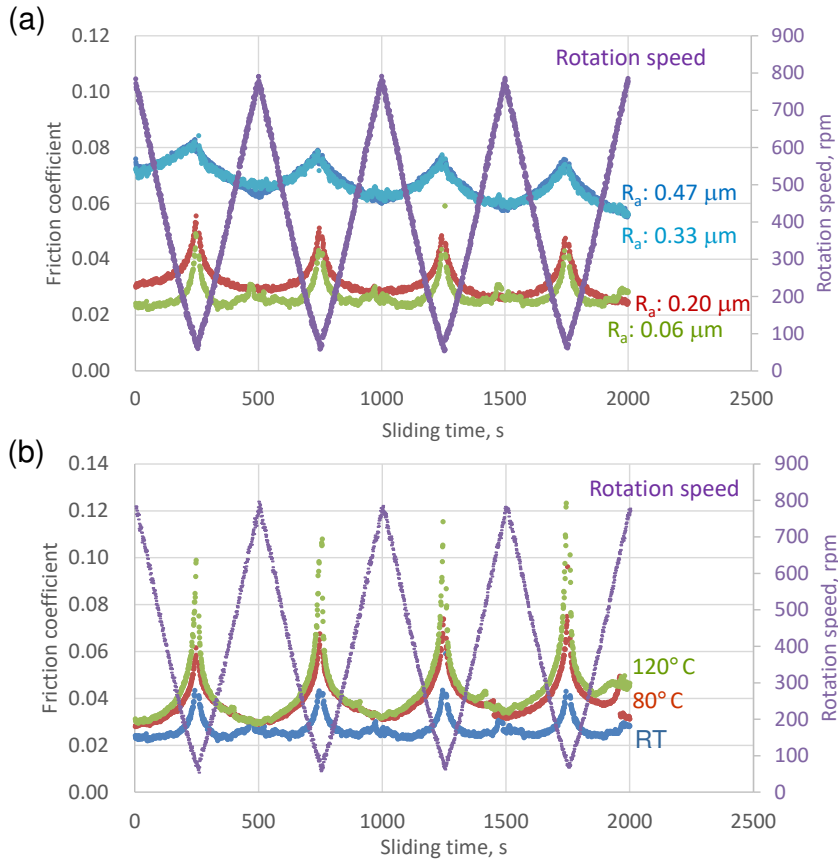 (a)
0.12
0.10
0.08
0.06
0.04
0.02
0.00
Friction coefficient
900
800
700
600
500
400
300
200
100
0
Rotation speed, rpm
Rotation speed
Rₐ: 0.47 μm
Rₐ: 0.33 μm
Rₐ: 0.20 μm
Rₐ: 0.06 μm
0 500 1000 1500 2000 2500
Sliding time, s
(b)
0.14
0.12
0.10
0.08
0.06
0.04
0.02
0.00
Friction coefficient
900
800
700
600
500
400
300
200
100
0
Rotation speed, rpm
Rotation speed
120° C
80° C
RT
0 500 1000 1500 2000 2500
Sliding time, s